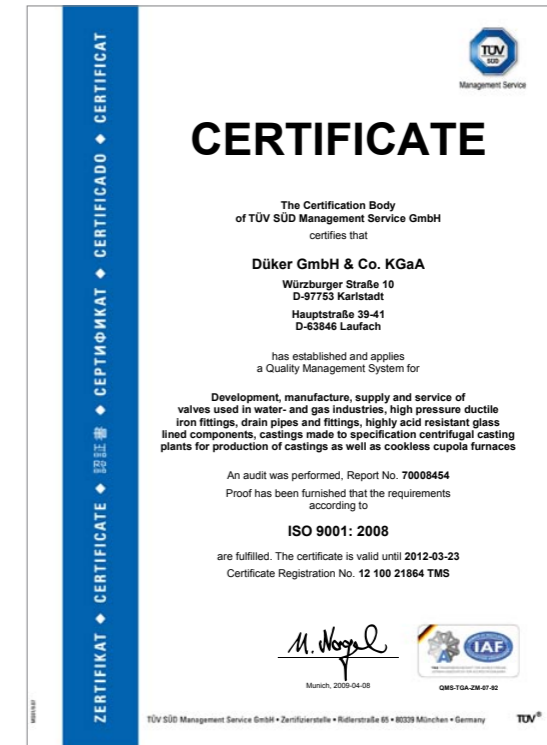 TÜV
SÜD
Management Service
CERTIFICATE
The Certification Body
of TÜV SÜD Management Service GmbH
certifies that
Düker GmbH & Co. KGaA
Würzburger Straße 10
D-97753 Karlstadt
Hauptstraße 39-41
D-63846 Laufach
has established and applies
a Quality Management System for
Development, manufacture, supply and service of
valves used in water- and gas industries, high pressure ductile
iron fittings, drain pipes and fittings, highly acid resistant glass
lined components, castings made to specification centrifugal casting
plants for production of castings as well as cookless cupola furnaces
An audit was performed, Report No. 70008454
Proof has been furnished that the requirements
according to
ISO 9001: 2008
are fulfilled. The certificate is valid until 2012-03-23
Certificate Registration No. 12 100 21864 TMS
M. Nagel
Munich, 2009-04-08
IAF
QMS-TGA-ZM-07-92
TÜV SÜD Management Service GmbH • Zertifizierstelle • Ridlerstraße 65 • 80339 München • Germany
TÜV®
ZERTIFIKAT ◆ CERTIFICATE ◆ 認證證書 ◆ СЕРТИФИКАТ ◆ CERTIFICADO ◆ CERTIFICAT